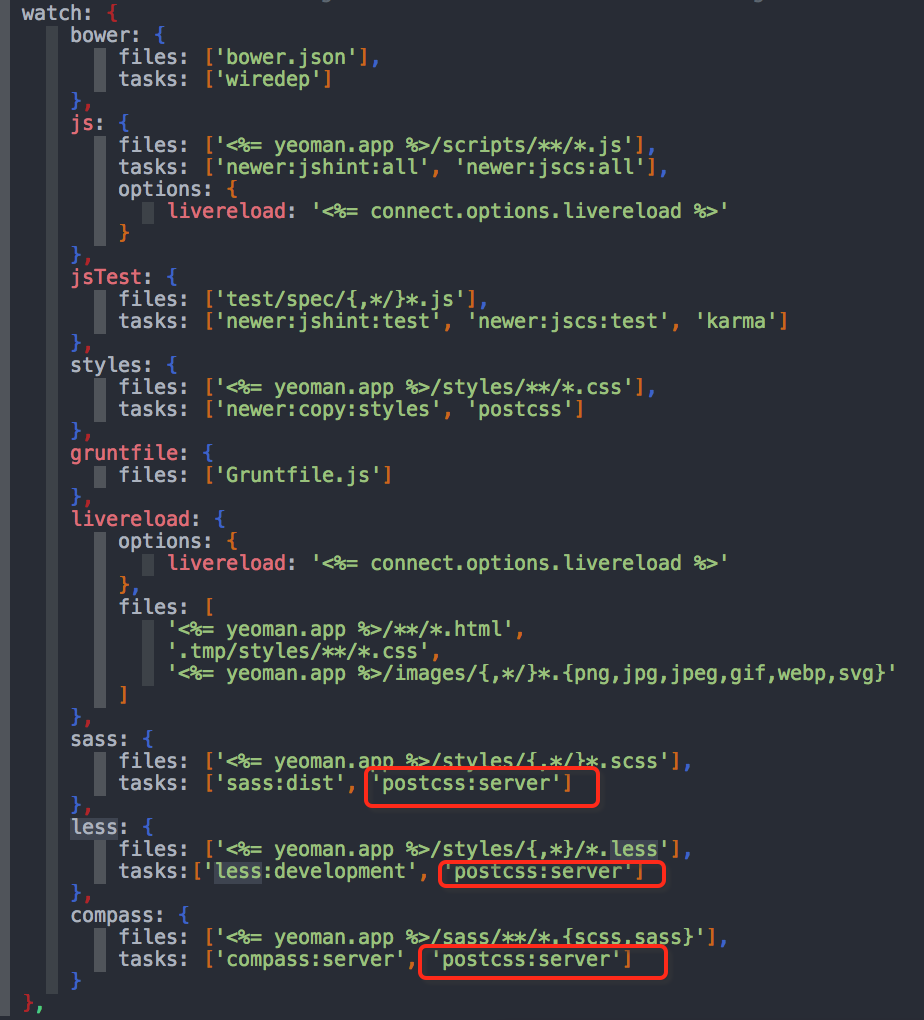 watch: {
bower: {
files: ['bower.json'],
tasks: ['wiredep']
},
js: {
files: ['<%= yeoman.app %>/scripts/**/*.js'],
tasks: ['newer:jshint:all', 'newer:jscs:all'],
options: {
livereload: '<%= connect.options.livereload %>'
}
},
jsTest: {
files: ['test/spec/{,*/}*.js'],
tasks: ['newer:jshint:test', 'newer:jscs:test', 'karma']
},
styles: {
files: ['<%= yeoman.app %>/styles/**/*.css'],
tasks: ['newer:copy:styles', 'postcss']
},
gruntfile: {
files: ['Gruntfile.js']
},
livereload: {
options: {
livereload: '<%= connect.options.livereload %>'
},
files: [
'<%= yeoman.app %>/**/*.html',
'.tmp/styles/**/*.css',
'<%= yeoman.app %>/images/{,*/}*.{png,jpg,jpeg,gif,webp,svg}'
]
},
sass: {
files: ['<%= yeoman.app %>/styles/{,*/}*.scss'],
tasks: ['sass:dist', 'postcss:server']
},
less: {
files: ['<%= yeoman.app %>/styles/{,*}/*.less'],
tasks:['less:development', 'postcss:server']
},
compass: {
files: ['<%= yeoman.app %>/sass/**/*.{scss,sass}'],
tasks: ['compass:server', 'postcss:server']
}
},